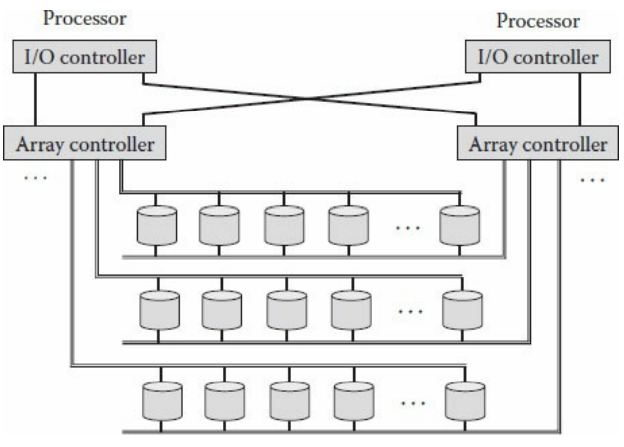 Processor
Processor
I/O controller
I/O controller
Array controller
Array controller
...
...
...
...
...